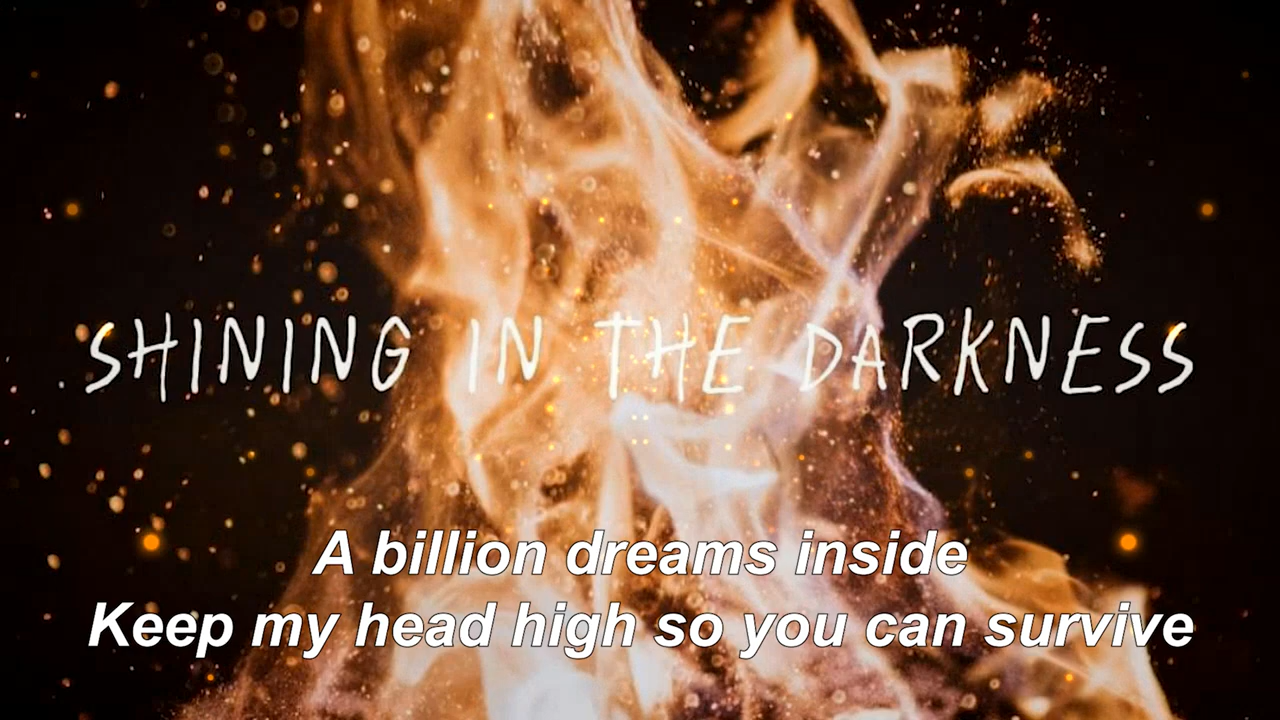 SHINING IN THE DARKNESS
A billion dreams inside
Keep my head high so you can survive